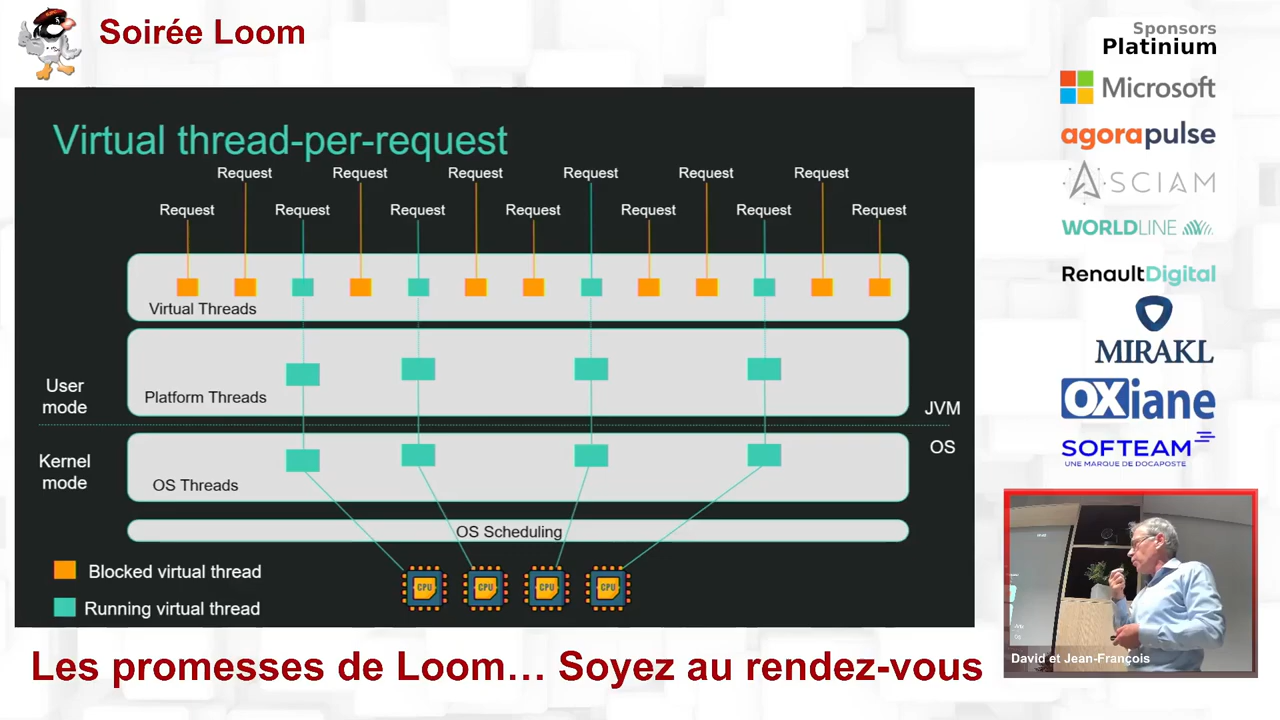 Soirée Loom
Sponsors
Platinium
Microsoft
agorapulse
ASCIAM
WORLDLINE
RenaultDigital
MIRAKL
OXiane
SOFTEAM
UNE MARQUE DE DOCAPOSTE
Virtual thread-per-request
Request Request Request Request Request Request
Request Request Request Request Request Request Request
Virtual Threads
Platform Threads
User
mode
JVM
OS
Kernel
mode
OS Threads
OS Scheduling
CPU CPU CPU CPU
Blocked virtual thread
Running virtual thread
David et Jean-François
Les promesses de Loom… Soyez au rendez-vous